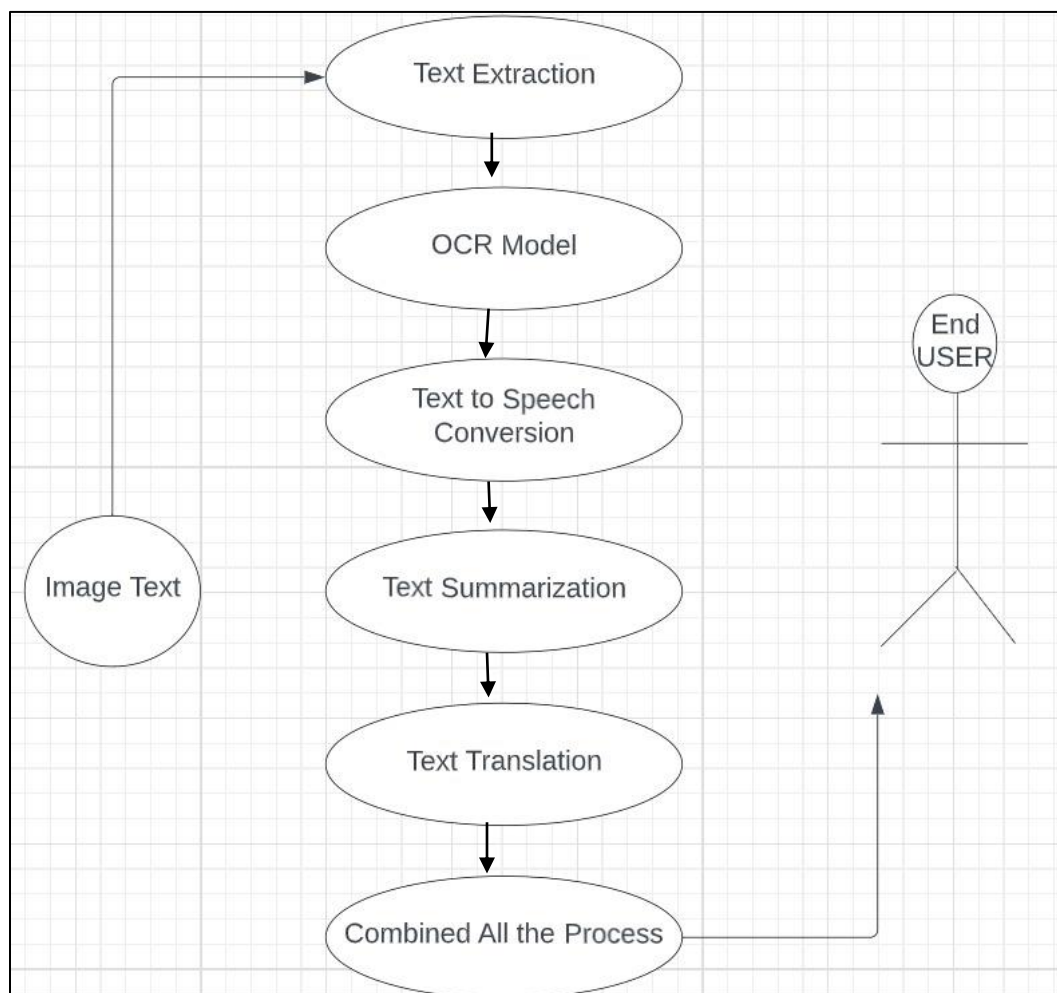 Text Extraction
OCR Model
Text to Speech
Conversion
Text Summarization
Text Translation
Combined All the Process
Image Text
End
USER